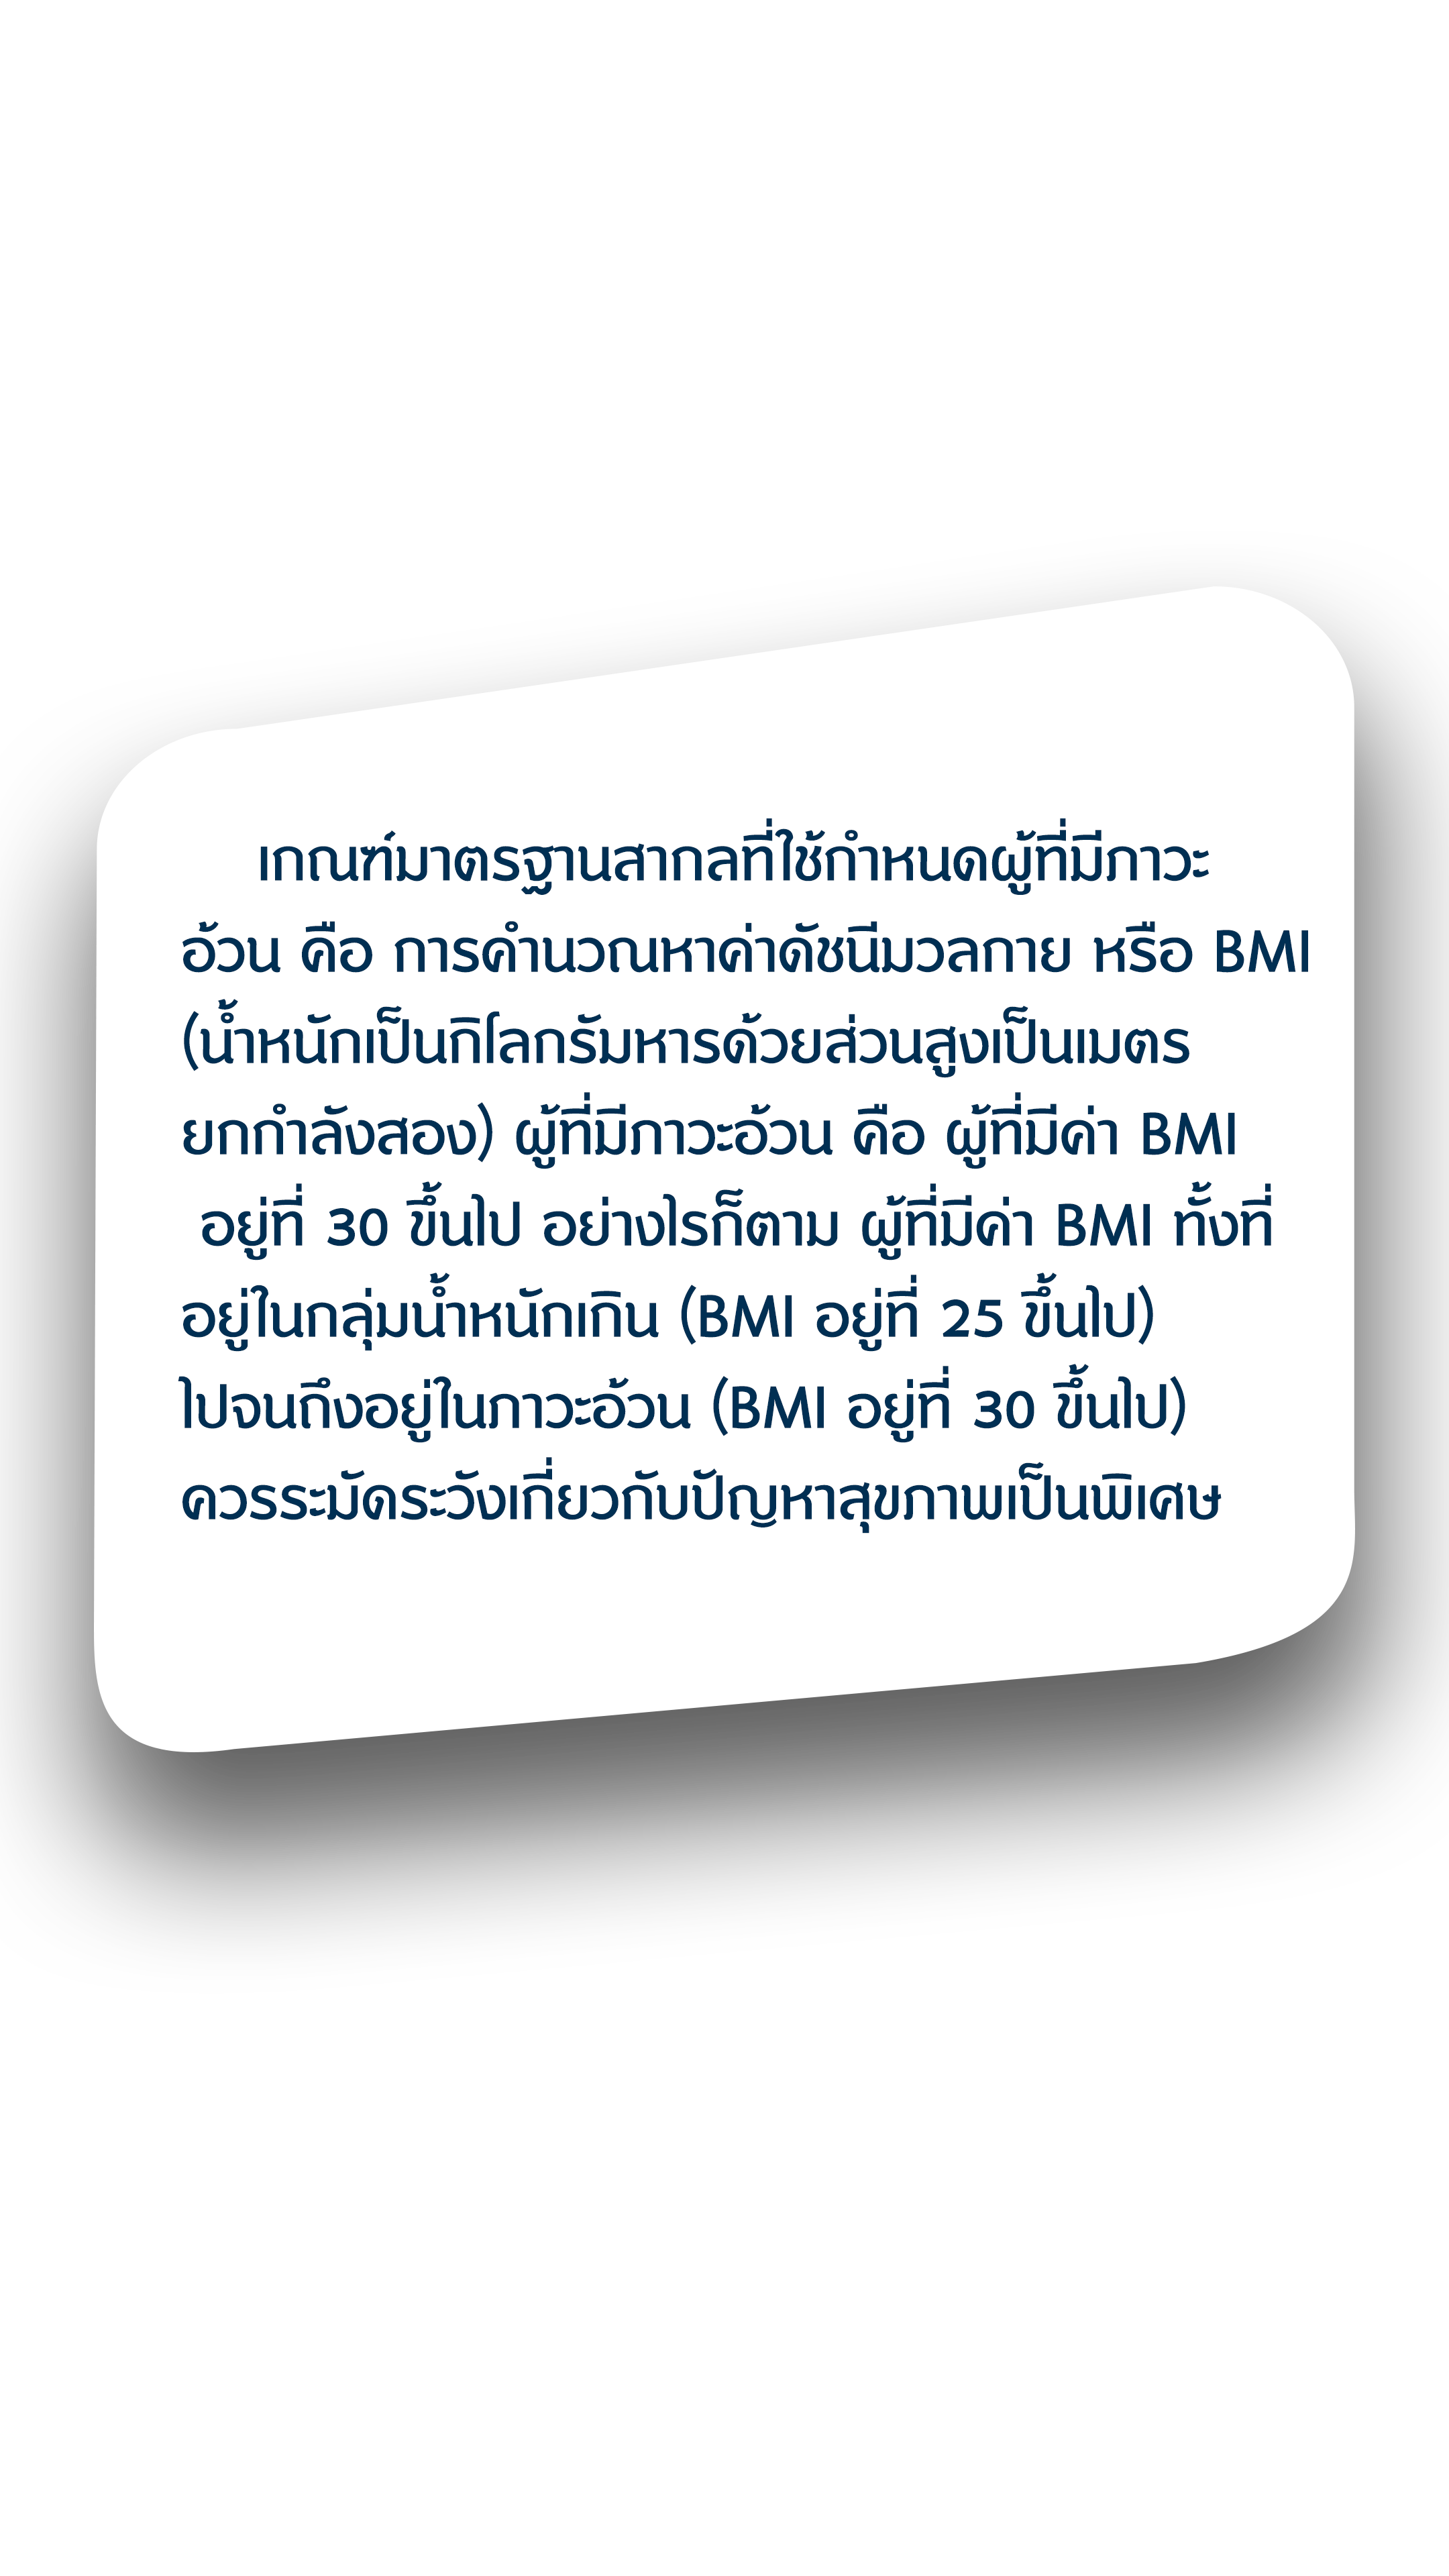 เกณฑ์มาตรฐานสากลที่ใช้กำหนดผู้ที่มีภาวะ
อ้วน คือ การคำนวณหาค่าดัชนีมวลกาย หรือ BMI
(น้ำหนักเป็นกิโลกรัมหารด้วยส่วนสูงเป็นเมตร
ยกกำลังสอง) ผู้ที่มีภาวะอ้วน คือ ผู้ที่มีค่า BMI
อยู่ที่ 30 ขึ้นไป อย่างไรก็ตาม ผู้ที่มีค่า BMI ทั้งที่
อยู่ในกลุ่มน้ำหนักเกิน (BMI อยู่ที่ 25 ขึ้นไป)
ไปจนถึงอยู่ในภาวะอ้วน (BMI อยู่ที่ 30 ขึ้นไป)
ควรระมัดระวังเกี่ยวกับปัญหาสุขภาพเป็นพิเศษ